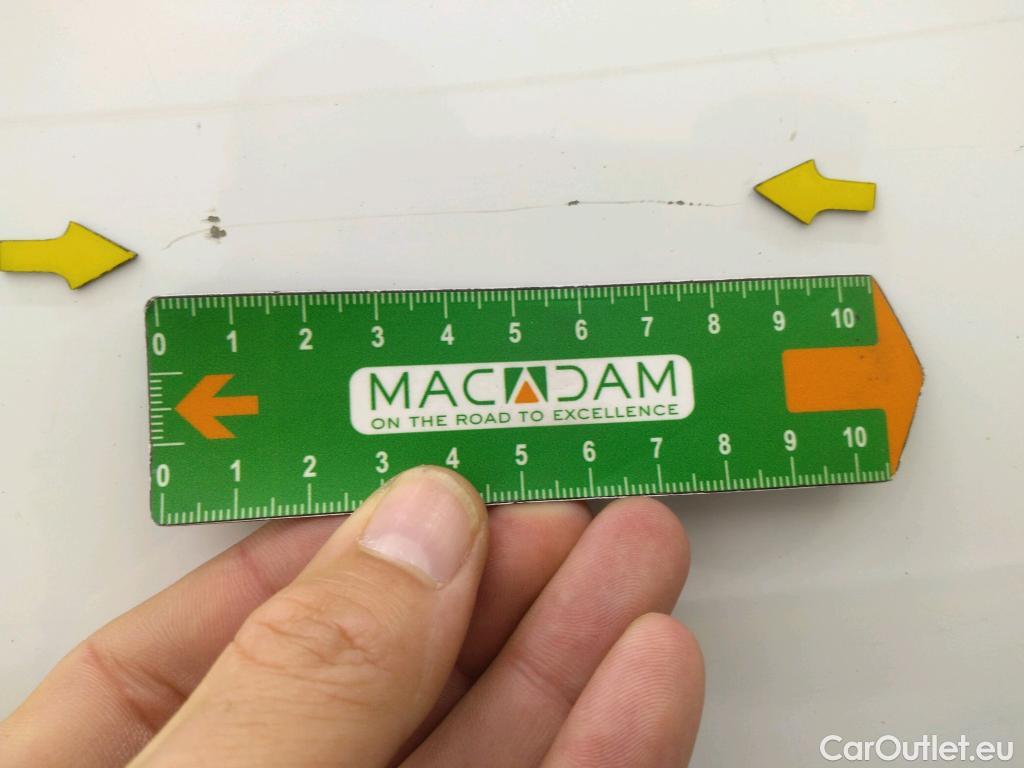 0 1 2 3 4 5 6 7 8 9 10
MACADAM
ON THE ROAD TO EXCELLENCE
0 1 2 3 4 5 6 7 8 9 10
CarOutlet.eu